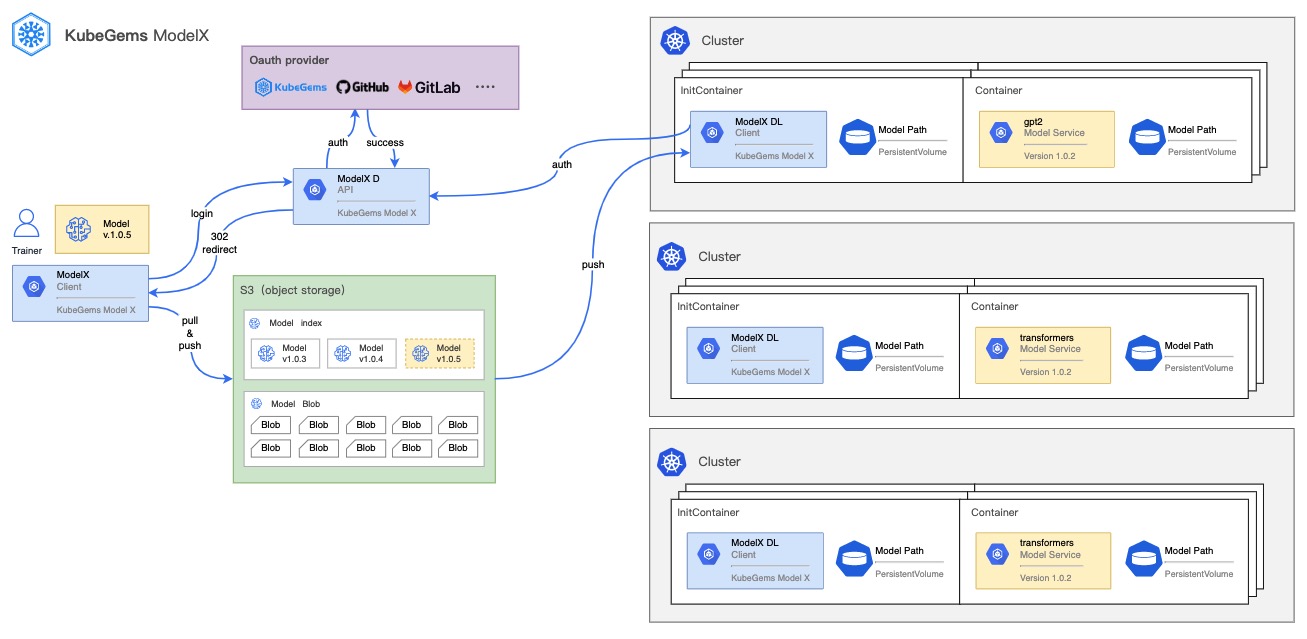 KubeGems ModelX
Oauth provider
KubeGems GitHub GitLab ····
auth
success
ModelX D
API
KubeGems Model X
login
302
redirect
Trainer
Model
v.1.0.5
ModelX
Client
KubeGems Model X
pull
&
push
S3（object storage）
Model index
Model
v1.0.3
Model
v1.0.4
Model
v1.0.5
Model Blob
Blob Blob Blob Blob Blob
Blob Blob Blob Blob Blob
auth
push
Cluster
InitContainer
ModelX DL
Client
KubeGems Model X
Model Path
PersistentVolume
Container
gpt2
Model Service
Version 1.0.2
Model Path
PersistentVolume
Cluster
InitContainer
ModelX DL
Client
KubeGems Model X
Model Path
PersistentVolume
Container
transformers
Model Service
Version 1.0.2
Model Path
PersistentVolume
Cluster
InitContainer
ModelX DL
Client
KubeGems Model X
Model Path
PersistentVolume
Container
transformers
Model Service
Version 1.0.2
Model Path
PersistentVolume